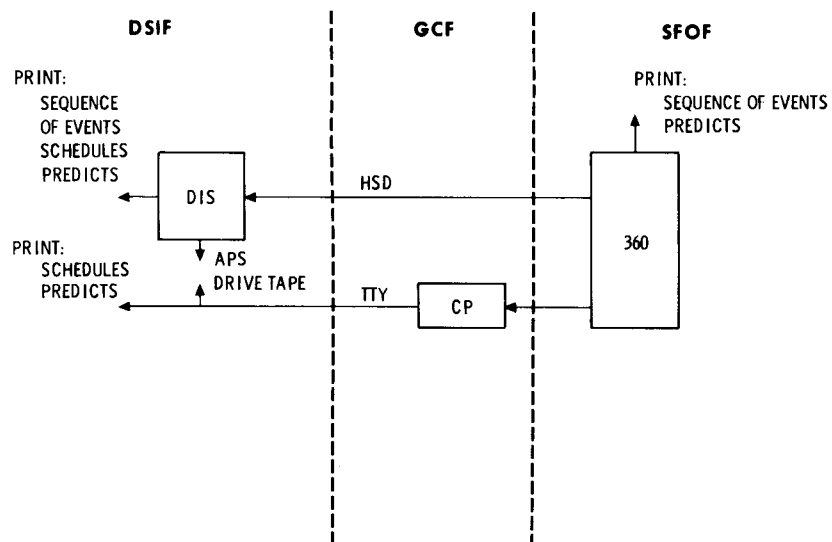 DSIF
GCF
SFOF
PRINT:
SEQUENCE
OF EVENTS
SCHEDULES
PREDICTS
PRINT:
SEQUENCE OF EVENTS
PREDICTS
DIS
HSD
360
PRINT:
SCHEDULES
PREDICTS
APS
DRIVE TAPE
TTY
CP